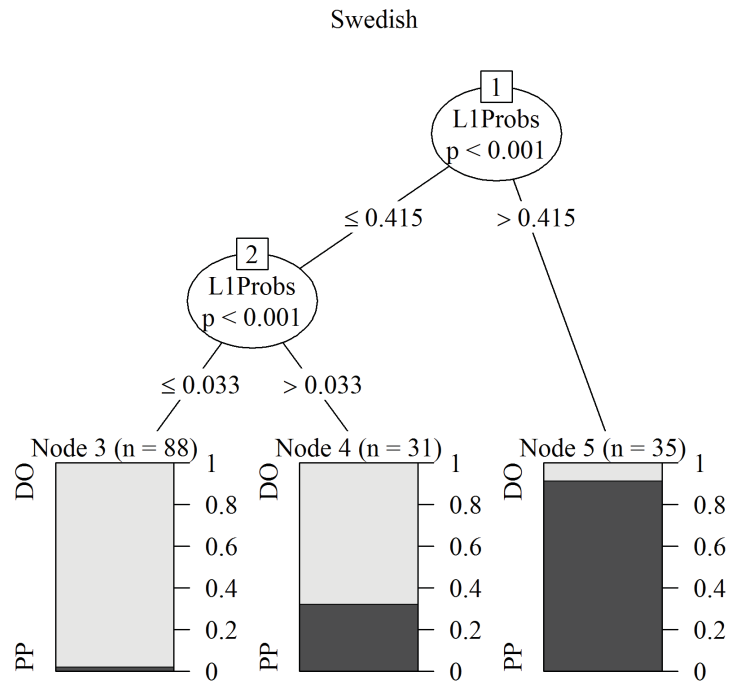 Swedish
1
L1Probs
p < 0.001
≤ 0.415
> 0.415
2
L1Probs
p < 0.001
≤ 0.033
> 0.033
Node 3 (n = 88)
DO
PP
1
0.8
0.6
0.4
0.2
0
Node 4 (n = 31)
DO
PP
1
0.8
0.6
0.4
0.2
0
Node 5 (n = 35)
DO
PP
1
0.8
0.6
0.4
0.2
0